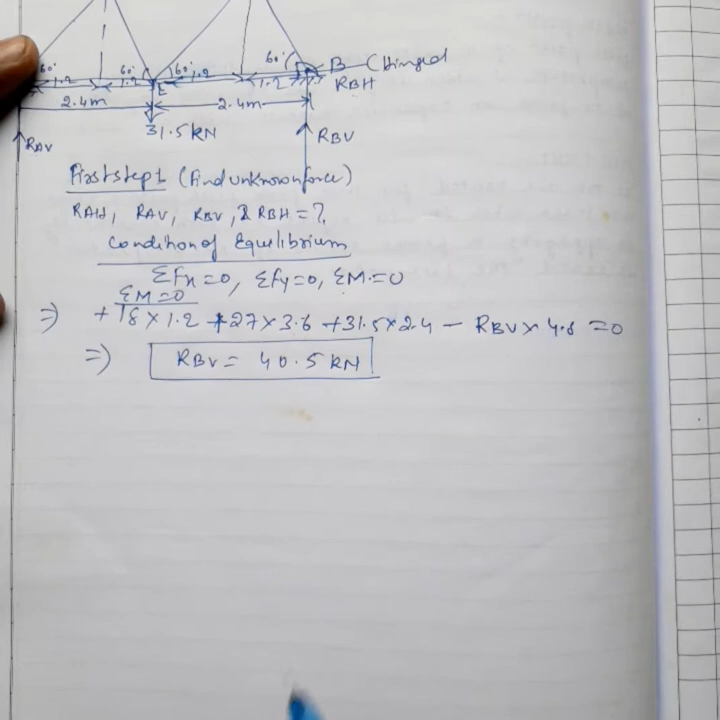 60° 1.2 60° 1.2 60° 1.2 60° 1.2 B (Hinged
E RBH
2.4m 2.4m
31.5 kN
RAV RBV
First step 1 (Find unknown force)
RAH, RAV, RBV, & RBH = ?
Condition of Equilibrium
ΣFx = 0, ΣFy = 0, ΣM = 0
ΣM = 0
⇒ + 18 × 1.2 + 27 × 3.6 + 31.5 × 2.4 – RBV × 4.8 = 0
⇒ RBV = 40.5 KN